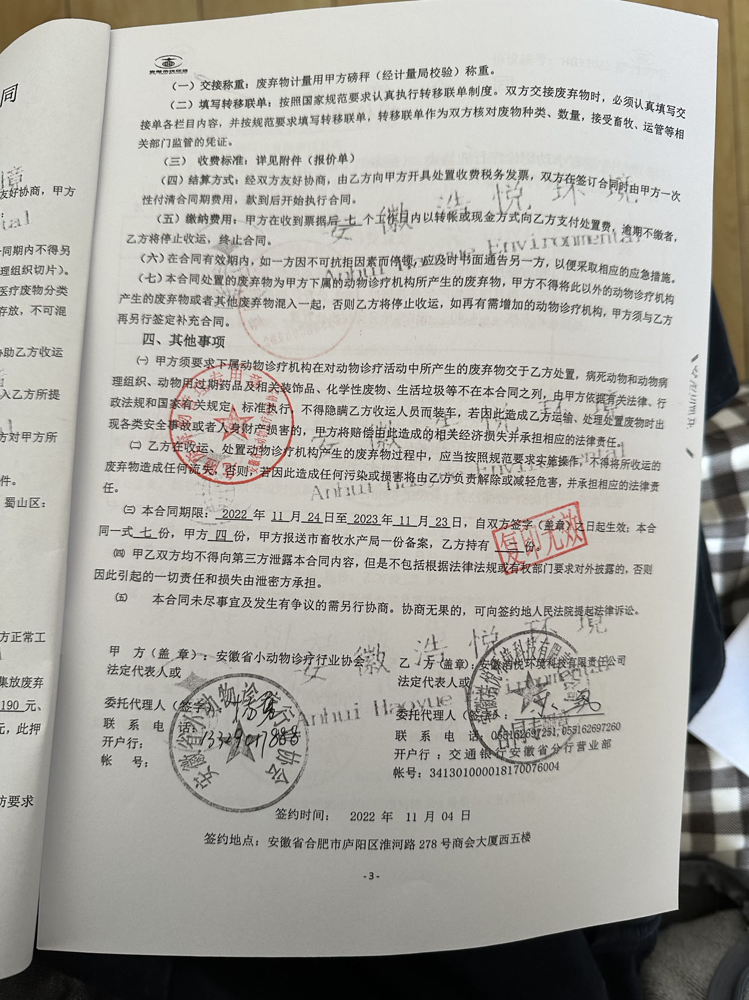 同
境
友好协商，甲方
tal
同期内不得另
理组织切片）。
医疗废物分类
存放，不可混
助乙方收运
入乙方所提
方对甲方所
件。
蜀山区：
方正常工
集放废弃
190 元、
元，此押
防要求
安徽浩悦环境
（一）交接称重：废弃物计量用甲方磅秤（经计量局校验）称重。
（二）填写转移联单：按照国家规范要求认真执行转移联单制度。双方交接废弃物时，必须认真填写交
接单各栏目内容，并按规范要求填写转移联单，转移联单作为双方核对废物种类、数量，接受畜牧、运管等相
关部门监管的凭证。
（三） 收费标准：详见附件（报价单）
（四）结算方式：经双方友好协商，由乙方向甲方开具处置收费税务发票，双方在签订合同时由甲方一次
性付清合同期费用，款到后开始执行合同。
（五）缴纳费用：甲方在收到票据后 七 个工作日内以转帐或现金方式向乙方支付处置费，逾期不缴者，
乙方将停止收运，终止合同。
（六）在合同有效期内，如一方因不可抗拒因素而停顿，应及时书面通告另一方，以便采取相应的应急措施。
（七）本合同处置的废弃物为甲方下属的动物诊疗机构所产生的废弃物，甲方不得将此以外的动物诊疗机构
产生的废弃物或者其他废弃物混入一起，否则乙方将停止收运，如再有需增加的动物诊疗机构，甲方须与乙方
再另行签定补充合同。
四、其他事项
㈠ 甲方须要求下属动物诊疗机构在对动物诊疗活动中所产生的废弃物交于乙方处置，病死动物和动物病
理组织、动物用过期药品及相关装饰品、化学性废物、生活垃圾等不在本合同之列，由甲方依据有关法律、行
政法规和国家有关规定、标准执行，不得隐瞒乙方收运人员而装车，若因此造成乙方运输、处理处置废物时出
现各类安全事故或者人身财产损害的，甲方将赔偿由此造成的相关经济损失并承担相应的法律责任。
㈡ 乙方在收运、处置动物诊疗机构产生的废弃物过程中，应当按照规范要求实施操作，不得将所收运的
废弃物造成任何流失，否则，若因此造成任何污染或损害将由乙方负责解除或减轻危害，并承担相应的法律责
任。
㈢ 本合同期限： 2022 年 11 月 24 日至 2023 年 11 月 23 日，自双方签字（盖章）之日起生效；本合
同一式 七 份，甲方 四 份，甲方报送市畜牧水产局一份备案，乙方持有 二 份。
复印无效
㈣ 甲乙双方均不得向第三方泄露本合同内容，但是不包括根据法律法规或有权部门要求对外披露的，否则
因此引起的一切责任和损失由泄密方承担。
㈤ 本合同未尽事宜及发生有争议的需另行协商。协商无果的，可向签约地人民法院提起法律诉讼。
安徽浩悦环境
Anhui Haoyue Environmental
甲 方（盖 章）：安徽省小动物诊疗行业协会
法定代表人或
委托代理人（签字）：
联 系 电 话：13329017888
开户行：
帐 号：
乙 方（盖章）：安徽浩悦环境科技有限责任公司
法定代表人或
委托代理人（签字）：
联 系 电 话：055162697251，055162697260
开户行：交通银行安徽省分行营业部
帐号：341301000018170076004
合同专用章
签约时间： 2022 年 11 月 04 日
签约地点：安徽省合肥市庐阳区淮河路 278 号商会大厦西五楼
- 3 -